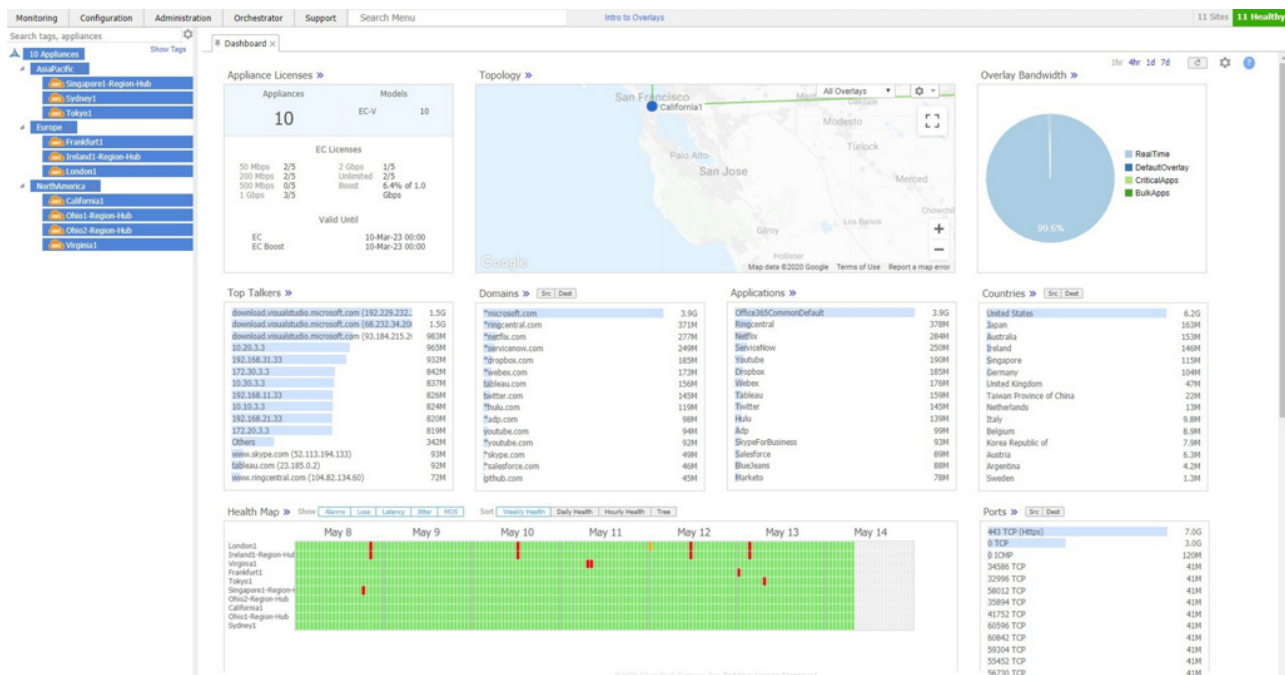 Monitoring Configuration Administration Orchestrator Support Search Menu Intro to Overlays 11 Sites 11 Healthy
Search tags, appliances
Show Tags
10 Appliances
AsiaPacific
Singapore1-Region-Hub
Sydney1
Tokyo1
Europe
Frankfurt1
Ireland1-Region-Hub
London1
NorthAmerica
California1
Ohio1-Region-Hub
Ohio2-Region-Hub
Virginia1
Dashboard
1hr 4hr 1d 7d
Appliance Licenses »
Appliances Models
10 EC-V 10
EC Licenses
50 Mbps 2/5 2 Gbps 1/5
200 Mbps 2/5 Unlimited 2/5
500 Mbps 0/5 Boost 6.4% of 1.0
1 Gbps 3/5 Gbps
Valid Until
EC 10-Mar-23 00:00
EC Boost 10-Mar-23 00:00
Topology »
All Overlays
San Francisco
California1
Oakdale
Modesto
Turlock
Palo Alto
San Jose
Merced
Los Banos
Gilroy
Hollister
Google
Map data ©2020 Google Terms of Use Report a map error
Overlay Bandwidth »
99.6%
RealTime
DefaultOverlay
CriticalApps
BulkApps
Top Talkers »
download.visualstudio.microsoft.com (192.229.232. 1.5G
download.visualstudio.microsoft.com (68.232.34.20 1.5G
download.visualstudio.microsoft.com (93.184.215.2 983M
10.20.3.3 965M
192.168.31.33 932M
172.30.3.3 842M
10.30.3.3 837M
192.168.11.33 826M
10.10.3.3 824M
192.168.21.33 820M
172.20.3.3 819M
Others 342M
www.skype.com (52.113.194.133) 93M
tableau.com (23.185.0.2) 92M
www.ringcentral.com (104.82.134.60) 72M
Domains » Src Dest
*microsoft.com 3.9G
*ringcentral.com 371M
*netflix.com 277M
*servicenow.com 249M
*dropbox.com 185M
*webex.com 173M
tableau.com 156M
twitter.com 145M
*hulu.com 119M
*adp.com 98M
youtube.com 94M
*youtube.com 92M
*skype.com 49M
*salesforce.com 46M
github.com 45M
Applications »
Office365CommonDefault 3.9G
Ringcentral 378M
Netflix 284M
ServiceNow 250M
Youtube 190M
Dropbox 185M
Webex 176M
Tableau 159M
Twitter 145M
Hulu 139M
Adp 99M
SkypeForBusiness 93M
Salesforce 89M
BlueJeans 88M
Marketo 78M
Countries » Src Dest
United States 6.2G
Japan 163M
Australia 153M
Ireland 146M
Singapore 115M
Germany 104M
United Kingdom 47M
Taiwan Province of China 22M
Netherlands 13M
Italy 9.8M
Belgium 8.9M
Korea Republic of 7.9M
Austria 6.3M
Argentina 4.2M
Sweden 1.3M
Health Map » Show Alarms Loss Latency Jitter MOS Sort Weekly Health Daily Health Hourly Health Tree
May 8 May 9 May 10 May 11 May 12 May 13 May 14
London1
Ireland1-Region-Hub
Virginia1
Frankfurt1
Tokyo1
Singapore1-Region-
Ohio2-Region-Hub
California1
Ohio1-Region-Hub
Sydney1
Ports » Src Dest
443 TCP (Https) 7.0G
0 TCP 3.0G
0 ICMP 120M
34586 TCP 41M
32996 TCP 41M
58012 TCP 41M
35894 TCP 41M
41752 TCP 41M
60596 TCP 41M
60842 TCP 41M
59304 TCP 41M
55452 TCP 41M
56730 TCP 41M